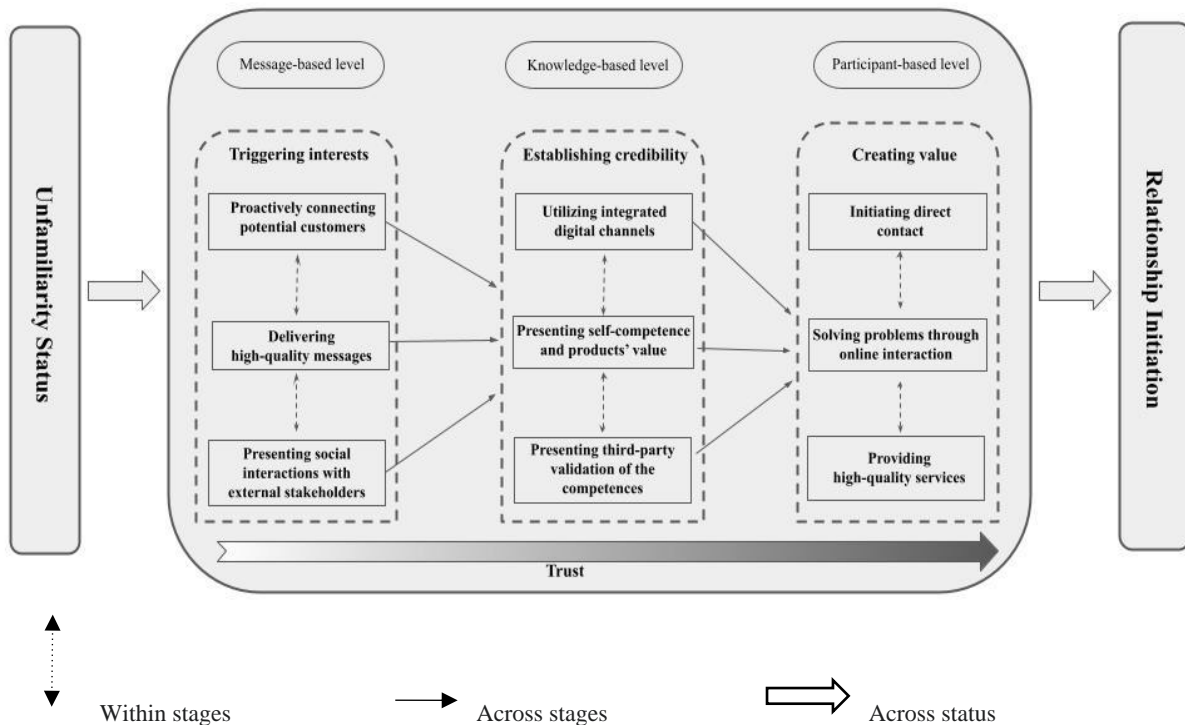 Unfamiliarity Status
Message-based level
Knowledge-based level
Participant-based level
Triggering interests
Proactively connecting
potential customers
Delivering
high-quality messages
Presenting social
interactions with
external stakeholders
Establishing credibility
Utilizing integrated
digital channels
Presenting self-competence
and products’ value
Presenting third-party
validation of the
competences
Creating value
Initiating direct
contact
Solving problems through
online interaction
Providing
high-quality services
Trust
Relationship Initiation
Within stages
Across stages
Across status